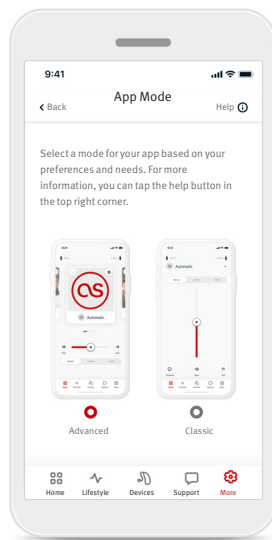 9:41
Back
App Mode
Help
Select a mode for your app based on your
preferences and needs. For more
information, you can tap the help button in
the top right corner.
Automatic
Automatic
Advanced
Classic
Home Lifestyle Devices Support More